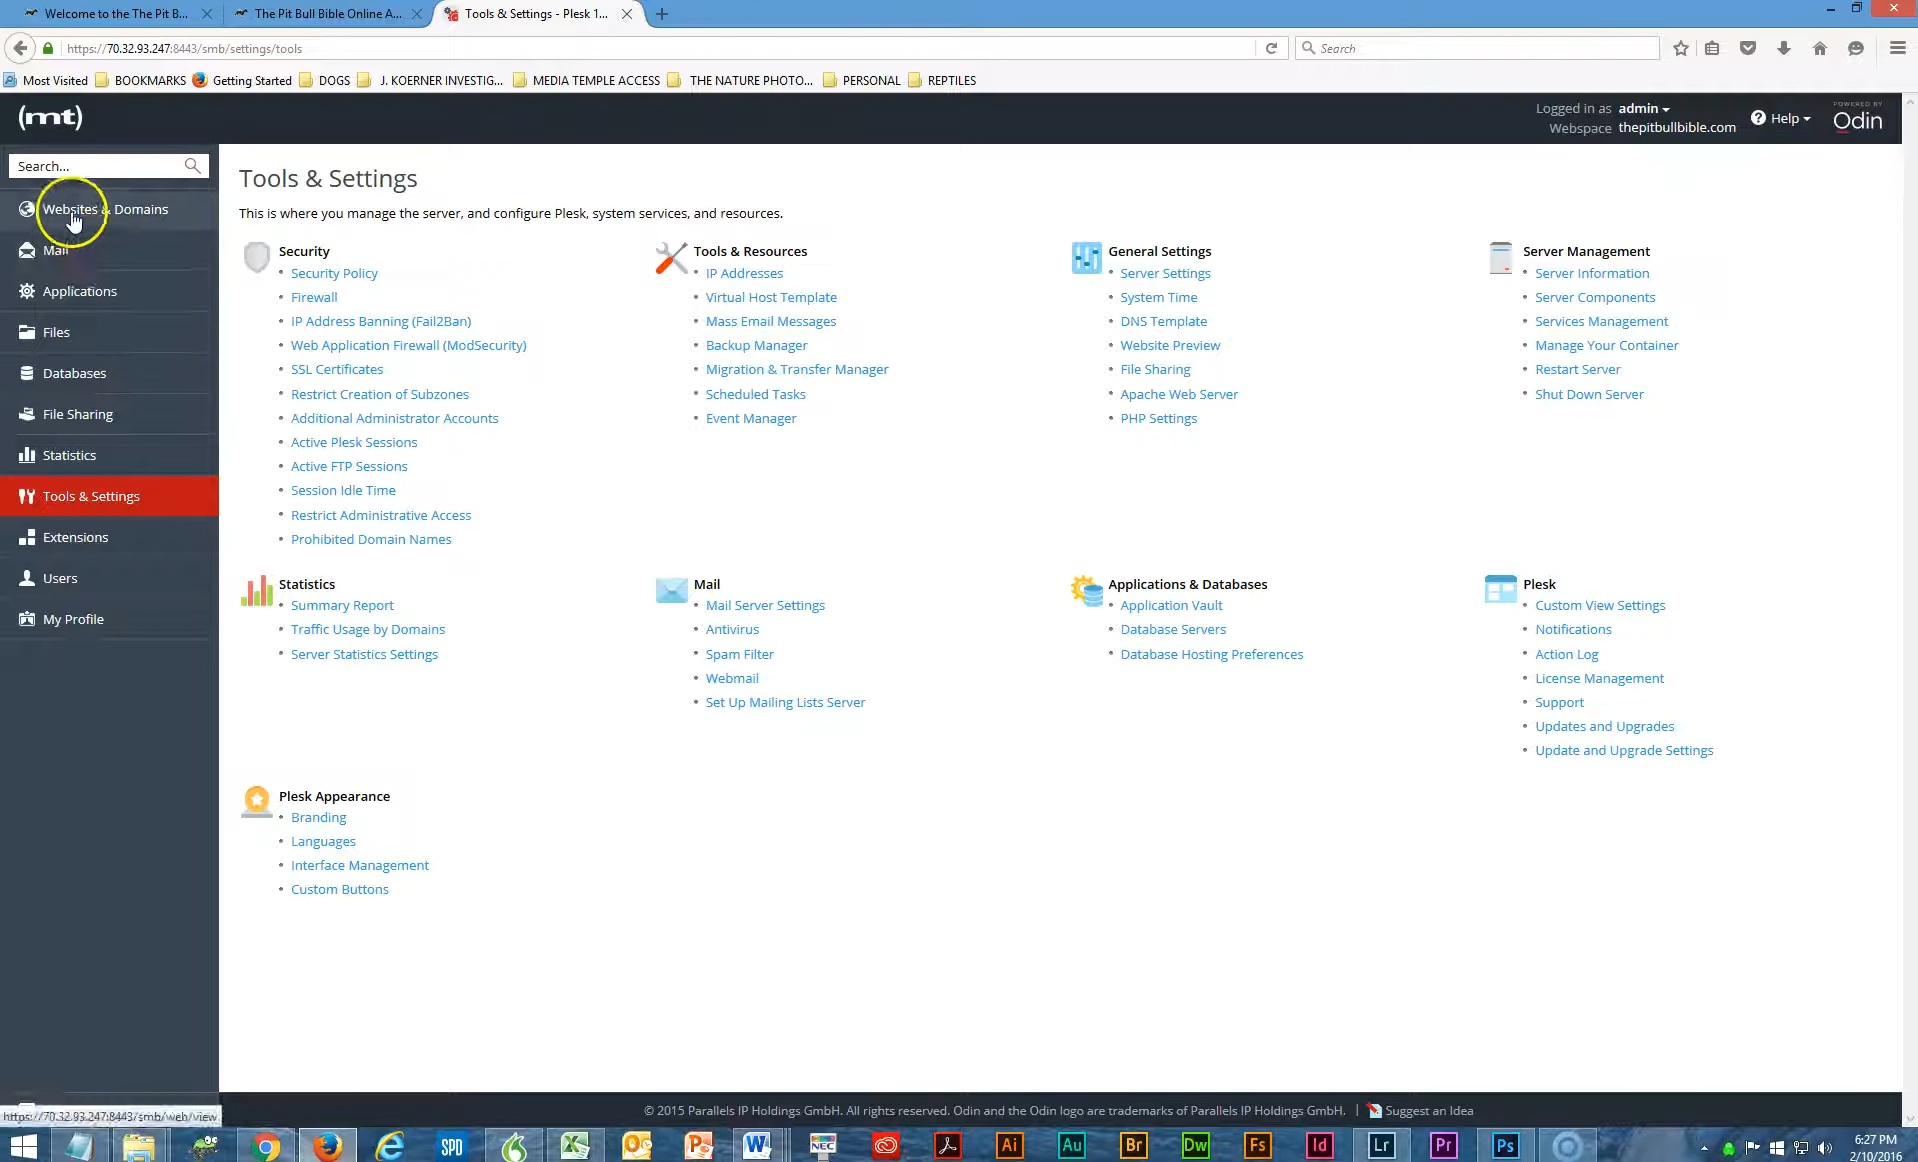 Welcome to the The Pit B...
The Pit Bull Bible Online A...
Tools & Settings - Plesk 1...
https://70.32.93.247:8443/smb/settings/tools
Search
Most Visited
BOOKMARKS
Getting Started
DOGS
J. KOERNER INVESTIG...
MEDIA TEMPLE ACCESS
THE NATURE PHOTO...
PERSONAL
REPTILES
(mt)
Logged in as admin
Webspace thepitbullbible.com
Help
POWERED BY
Odin
Search...
Websites & Domains
Mail
Applications
Files
Databases
File Sharing
Statistics
Tools & Settings
Extensions
Users
My Profile
Tools & Settings
This is where you manage the server, and configure Plesk, system services, and resources.
Security
Security Policy
Firewall
IP Address Banning (Fail2Ban)
Web Application Firewall (ModSecurity)
SSL Certificates
Restrict Creation of Subzones
Additional Administrator Accounts
Active Plesk Sessions
Active FTP Sessions
Session Idle Time
Restrict Administrative Access
Prohibited Domain Names
Tools & Resources
IP Addresses
Virtual Host Template
Mass Email Messages
Backup Manager
Migration & Transfer Manager
Scheduled Tasks
Event Manager
General Settings
Server Settings
System Time
DNS Template
Website Preview
File Sharing
Apache Web Server
PHP Settings
Server Management
Server Information
Server Components
Services Management
Manage Your Container
Restart Server
Shut Down Server
Statistics
Summary Report
Traffic Usage by Domains
Server Statistics Settings
Mail
Mail Server Settings
Antivirus
Spam Filter
Webmail
Set Up Mailing Lists Server
Applications & Databases
Application Vault
Database Servers
Database Hosting Preferences
Plesk
Custom View Settings
Notifications
Action Log
License Management
Support
Updates and Upgrades
Update and Upgrade Settings
Plesk Appearance
Branding
Languages
Interface Management
Custom Buttons
https://70.32.93.247:8443/smb/web/view
© 2015 Parallels IP Holdings GmbH. All rights reserved. Odin and the Odin logo are trademarks of Parallels IP Holdings GmbH. | Suggest an Idea
SPD
NEC
Ai
Au
Br
Dw
Fs
Id
Lr
Pr
Ps
6:27 PM
2/10/2016